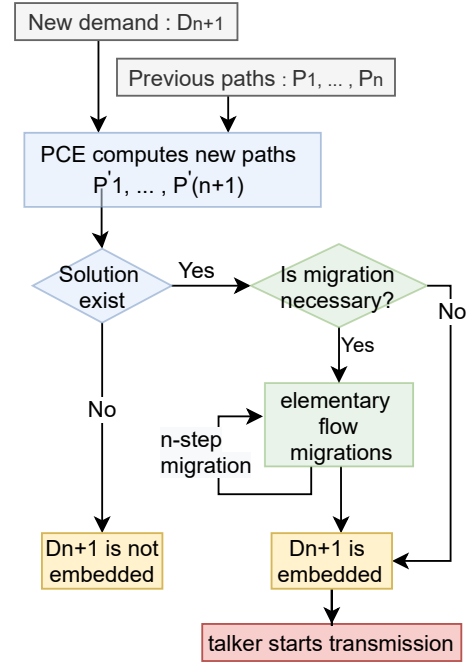 New demand : Dn+1
Previous paths : P1, ... , Pn
PCE computes new paths
P'1, ... , P'(n+1)
Solution
exist
Yes
Is migration
necessary?
No
Yes
No
elementary
flow
migrations
n-step
migration
Dn+1 is not
embedded
Dn+1 is
embedded
talker starts transmission